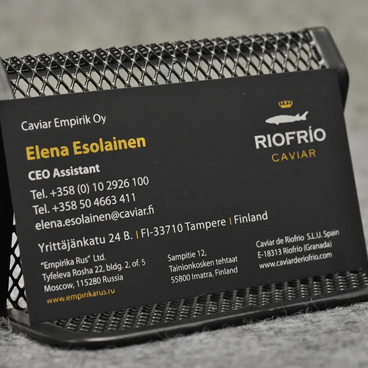 Caviar Empirik Oy
Elena Esolainen
CEO Assistant
Tel. +358 (0) 10 2926 100
Tel. +358 50 4663 411
elena.esolainen@caviar.fi
Yrittäjänkatu 24 B. | FI-33710 Tampere | Finland
"Empirika Rus" Ltd.
Tyfeleva Rosha 22, bldg. 2, of. 5
Moscow, 115280 Russia
www.empirikarus.ru
Sampitie 12,
Tainionkosken tehtaat
55800 Imatra, Finland
Caviar de Riofrio S.L.U. Spain
E-18313 Riofrio (Granada)
www.caviarderiofrio.com
RIOFRÍO
CAVIAR